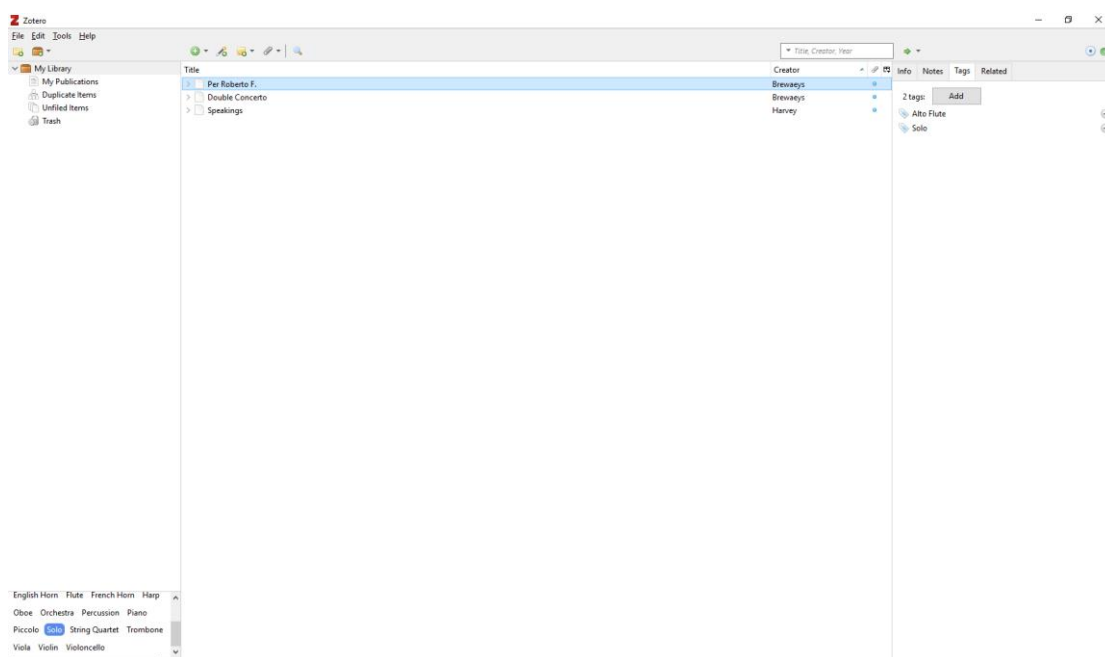 Zotero
File Edit Tools Help
Title, Creator, Year
My Library
My Publications
Duplicate Items
Unfiled Items
Trash
Title Creator
Per Roberto F. Brewaeys
Double Concerto Brewaeys
Speakings Harvey
Info Notes Tags Related
2 tags: Add
Alto Flute
Solo
English Horn Flute French Horn Harp
Oboe Orchestra Percussion Piano
Piccolo Solo String Quartet Trombone
Viola Violin Violoncello